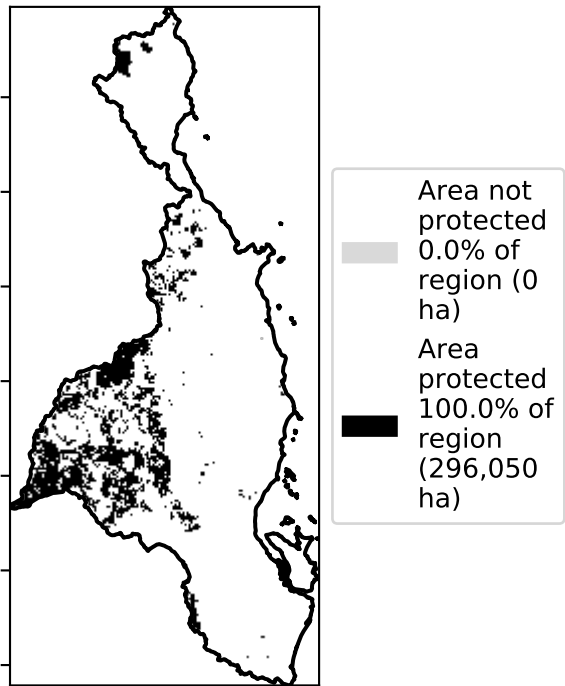 Area not
protected
0.0% of
region (0
ha)
Area
protected
100.0% of
region
(296,050
ha)